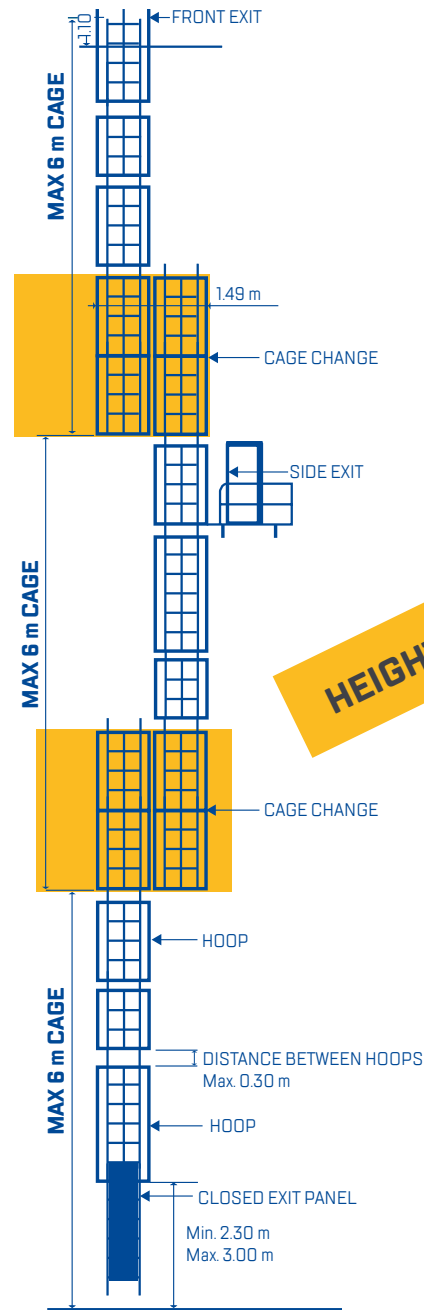 FRONT EXIT
1.10
MAX 6 m CAGE
1.49 m
CAGE CHANGE
SIDE EXIT
MAX 6 m CAGE
CAGE CHANGE
HOOP
MAX 6 m CAGE
DISTANCE BETWEEN HOOPS
Max. 0.30 m
HOOP
CLOSED EXIT PANEL
Min. 2.30 m
Max. 3.00 m